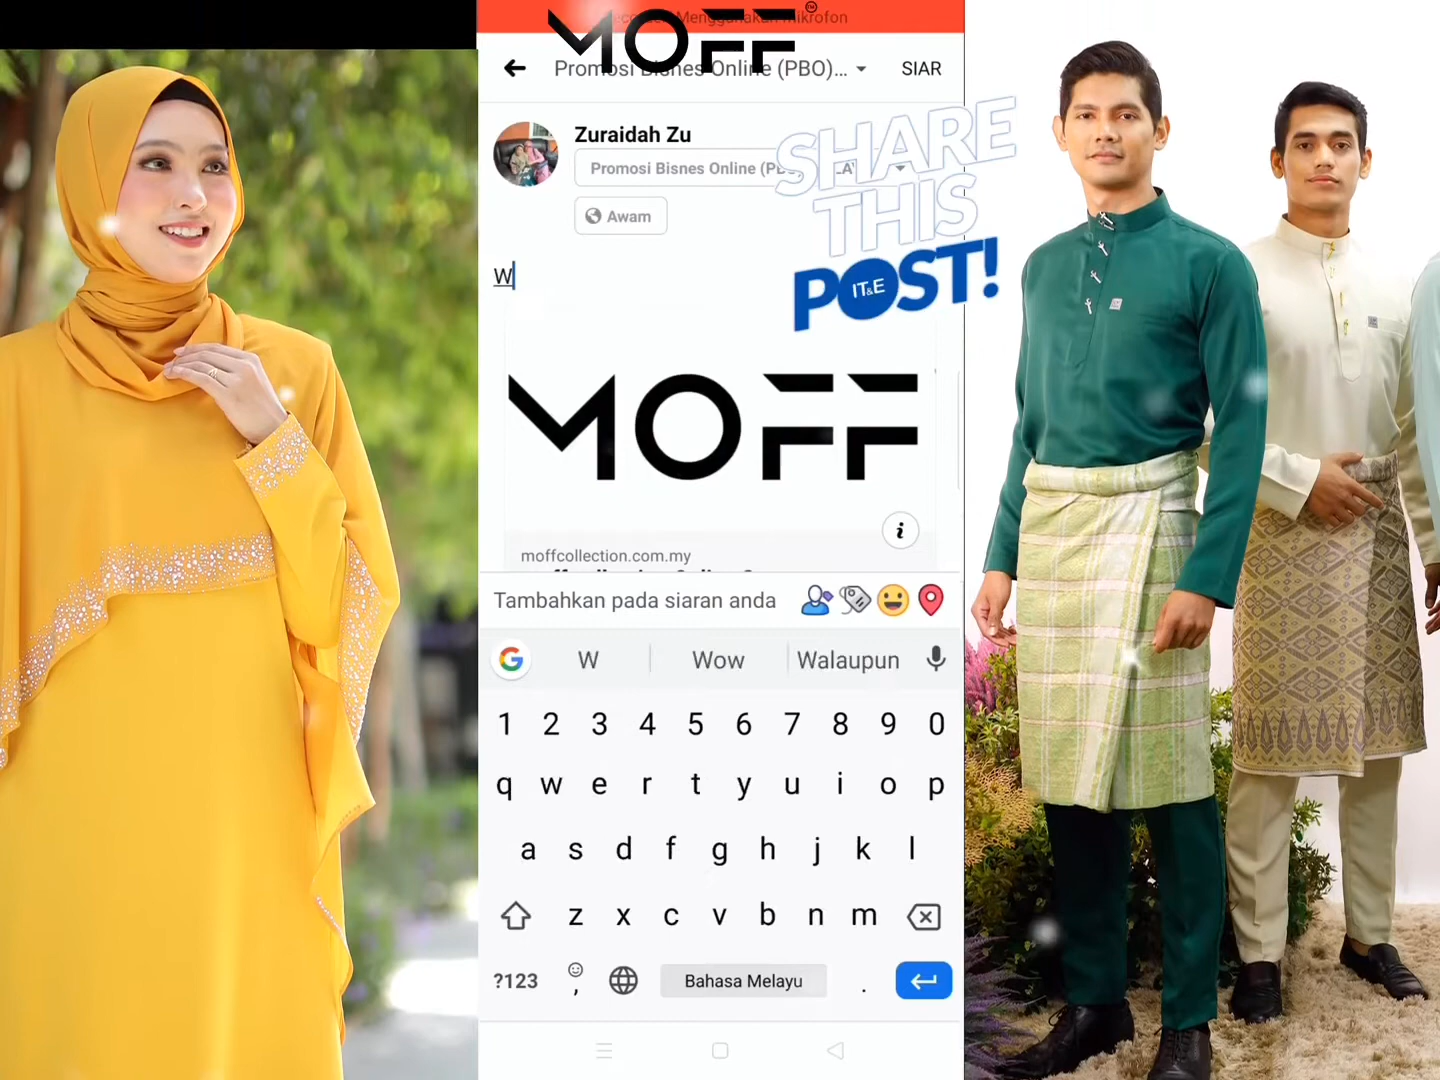 Menggunakan mikrofon
MOFF
Promosi Bisnes Online (PBO)...
SIAR
Zuraidah Zu
Promosi Bisnes Online
Awam
SHARE
THIS
POST!
IT&E
W
MOFF
moffcollection.com.my
Tambahkan pada siaran anda
W
Wow
Walaupun
1 2 3 4 5 6 7 8 9 0
q w e r t y u i o p
a s d f g h j k l
z x c v b n m
?123
,
Bahasa Melayu
.